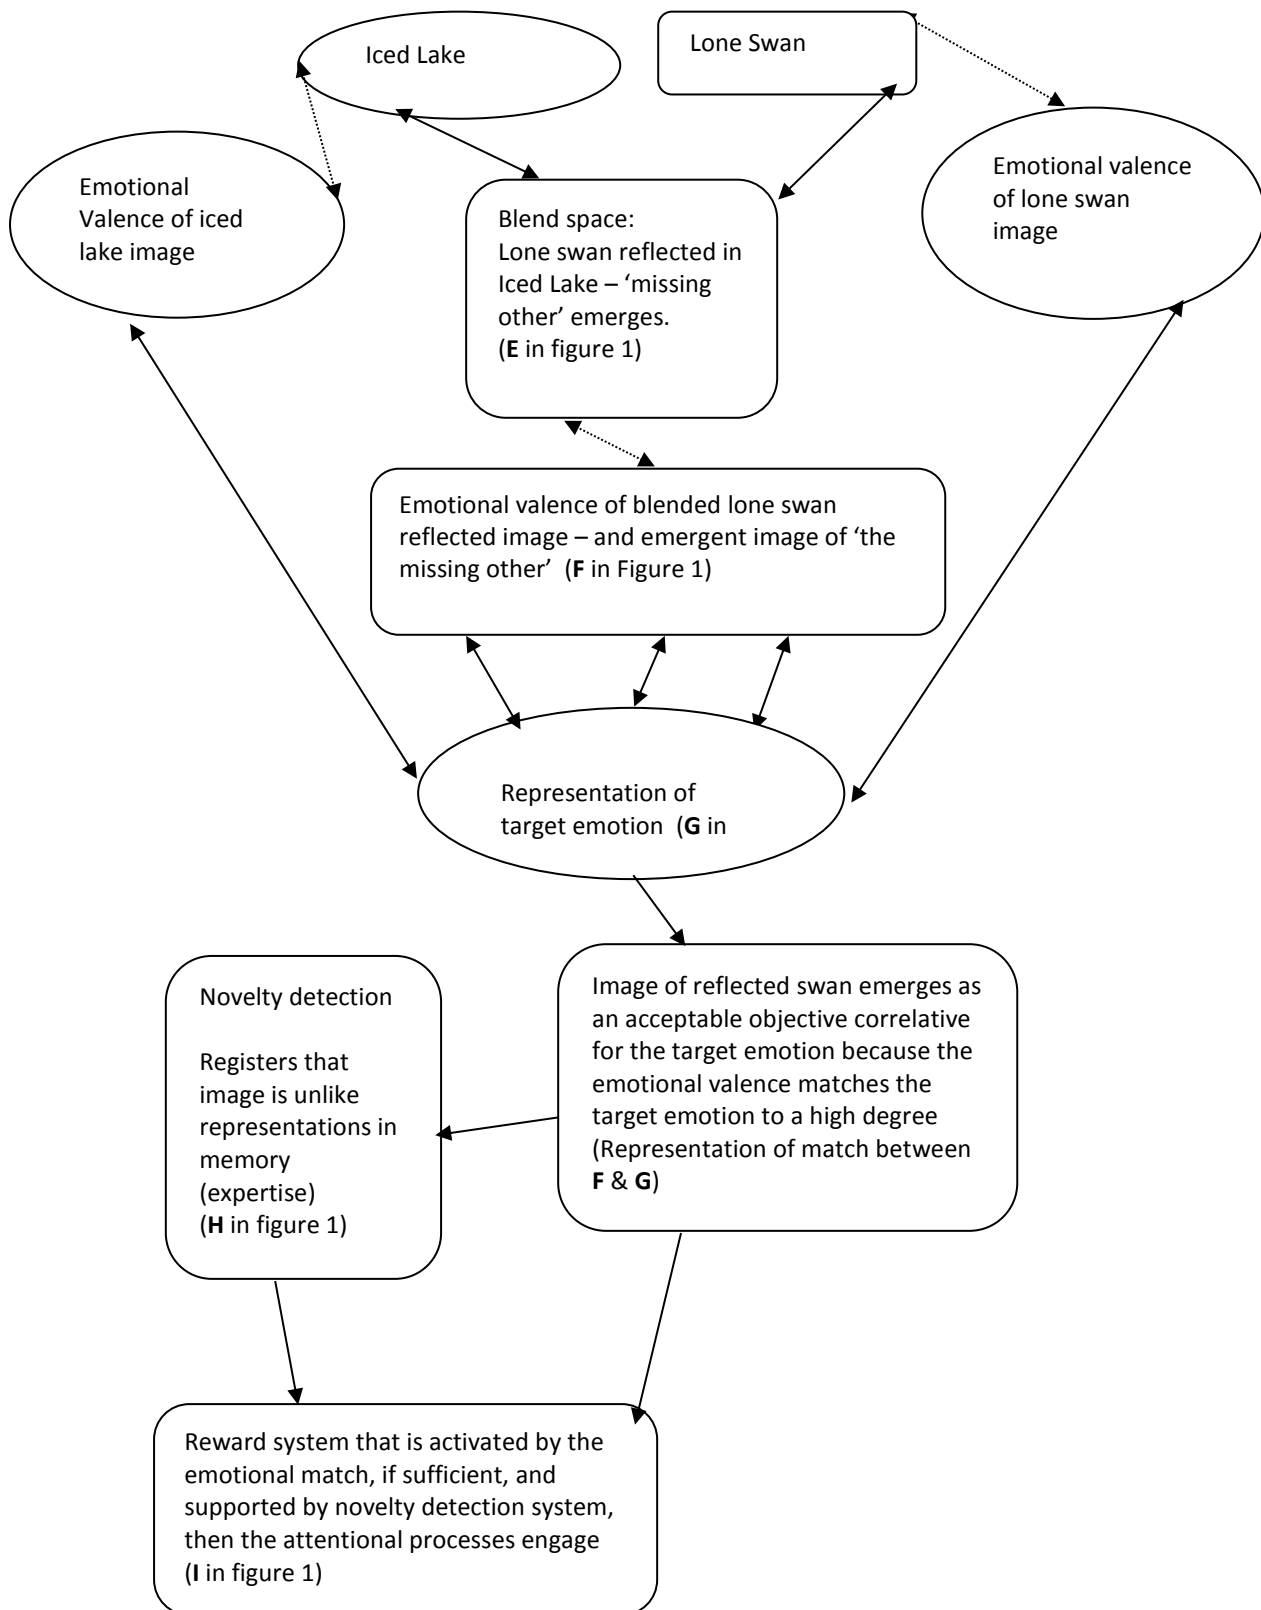 Iced Lake
Lone Swan
Emotional
Valence of iced
lake image
Emotional valence
of lone swan
image
Blend space:
Lone swan reflected in
Iced Lake – ‘missing
other’ emerges.
(E in figure 1)
Emotional valence of blended lone swan
reflected image – and emergent image of ‘the
missing other’  (F in Figure 1)
Representation of
target emotion  (G in
Novelty detection
Registers that
image is unlike
representations in
memory
(expertise)
(H in figure 1)
Image of reflected swan emerges as
an acceptable objective correlative
for the target emotion because the
emotional valence matches the
target emotion to a high degree
(Representation of match between
F & G)
Reward system that is activated by the
emotional match, if sufficient, and
supported by novelty detection system,
then the attentional processes engage
(I in figure 1)